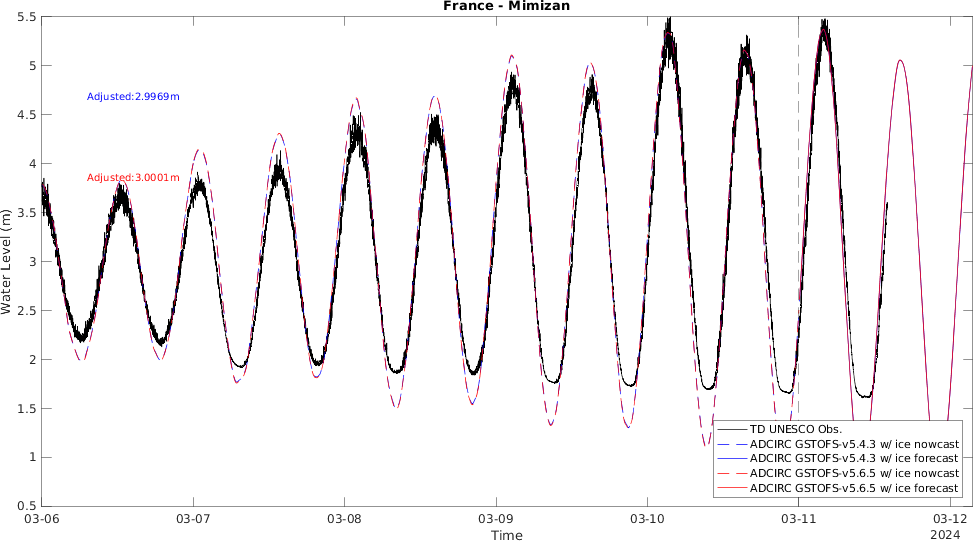 France - Mimizan
5.5
5
4.5
4
3.5
3
2.5
2
1.5
1
0.5
Water Level (m)
Adjusted:2.9969m
Adjusted:3.0001m
TD UNESCO Obs.
ADCIRC GSTOFS-v5.4.3 w/ ice nowcast
ADCIRC GSTOFS-v5.4.3 w/ ice forecast
ADCIRC GSTOFS-v5.6.5 w/ ice nowcast
ADCIRC GSTOFS-v5.6.5 w/ ice forecast
03-06 03-07 03-08 03-09 03-10 03-11 03-12
Time
2024